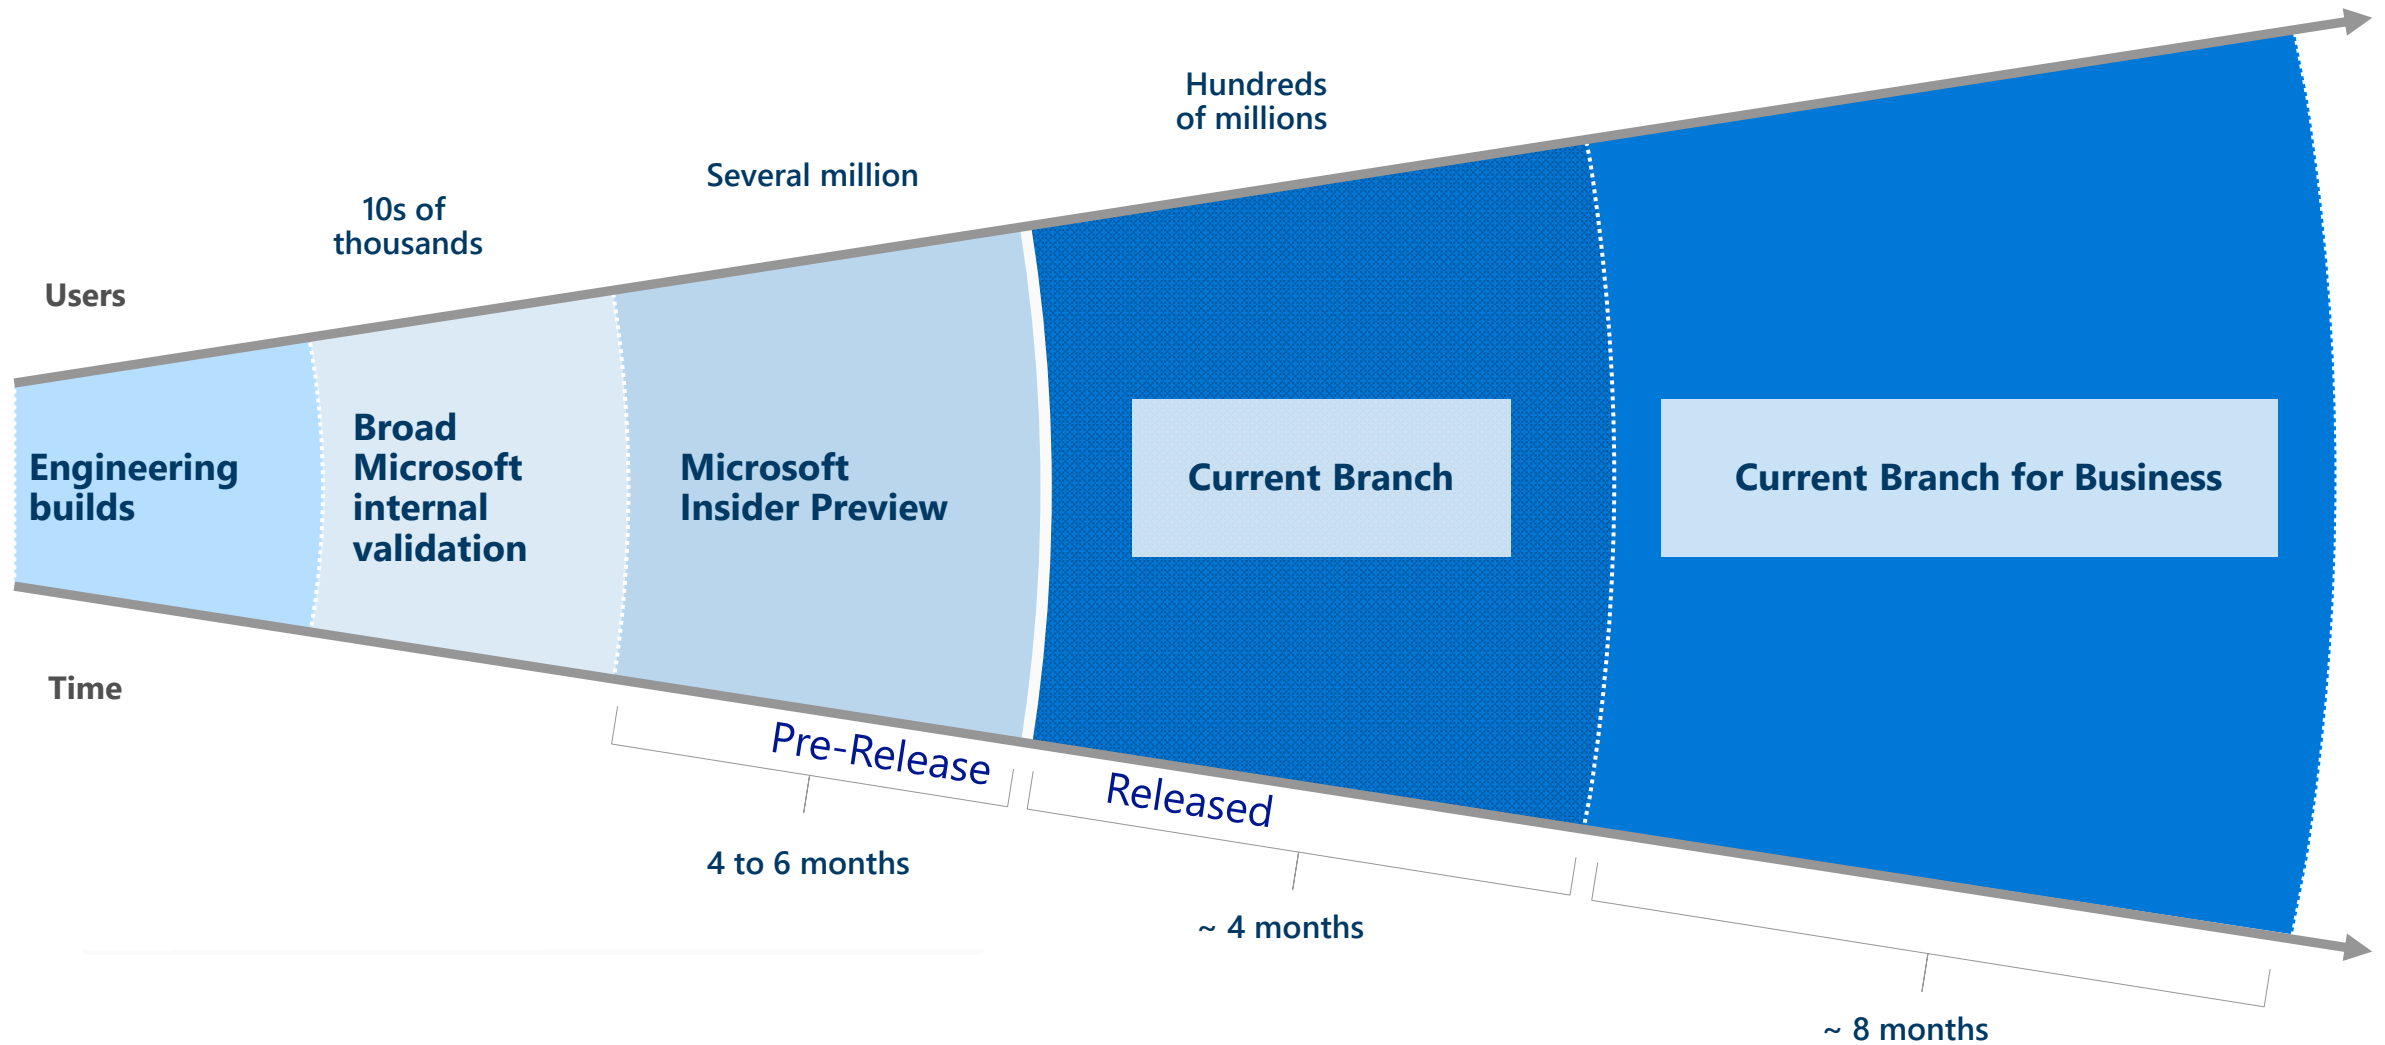 Hundreds
of millions
Several million
10s of
thousands
Users
Engineering
builds
Broad
Microsoft
internal
validation
Microsoft
Insider Preview
Current Branch
Current Branch for Business
Time
Pre-Release
Released
4 to 6 months
~ 4 months
~ 8 months